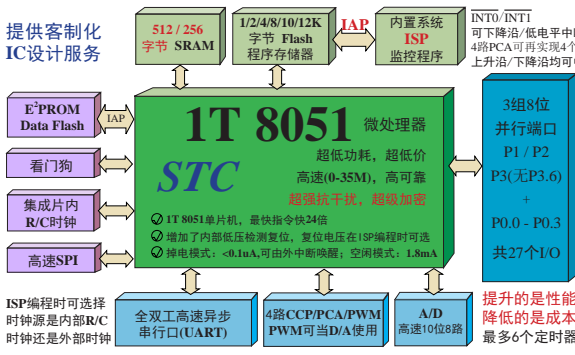 提供客制化
IC设计服务
512 / 256
字节 SRAM
1/2/4/8/10/12K
字节 Flash
程序存储器
IAP
内置系统
ISP
监控程序
INT0/INT1
可下降沿/低电平中
4路PCA可再实现4个
上升沿/下降沿均可
E²PROM
Data Flash
IAP
看门狗
集成片内
R/C时钟
高速SPI
1T 8051 微处理器
STC
超低功耗，超低价
高速(0-35M)，高可靠
超强抗干扰，超级加密
1T 8051单片机，最快指令快24倍
增加了内部低压检测复位，复位电压在ISP编程时可选
掉电模式：<0.1uA,可由外中断唤醒；空闲模式：1.8mA
3组8位
并行端口
P1 / P2
P3(无P3.6)
+
P0.0 - P0.3
共27个I/O
ISP编程时可选择
时钟源是内部R/C
时钟还是外部时钟
全双工高速异步
串行口(UART)
4路CCP/PCA/PWM
PWM可当D/A使用
A/D
高速10位8路
提升的是性能
降低的是成本
最多6个定时器